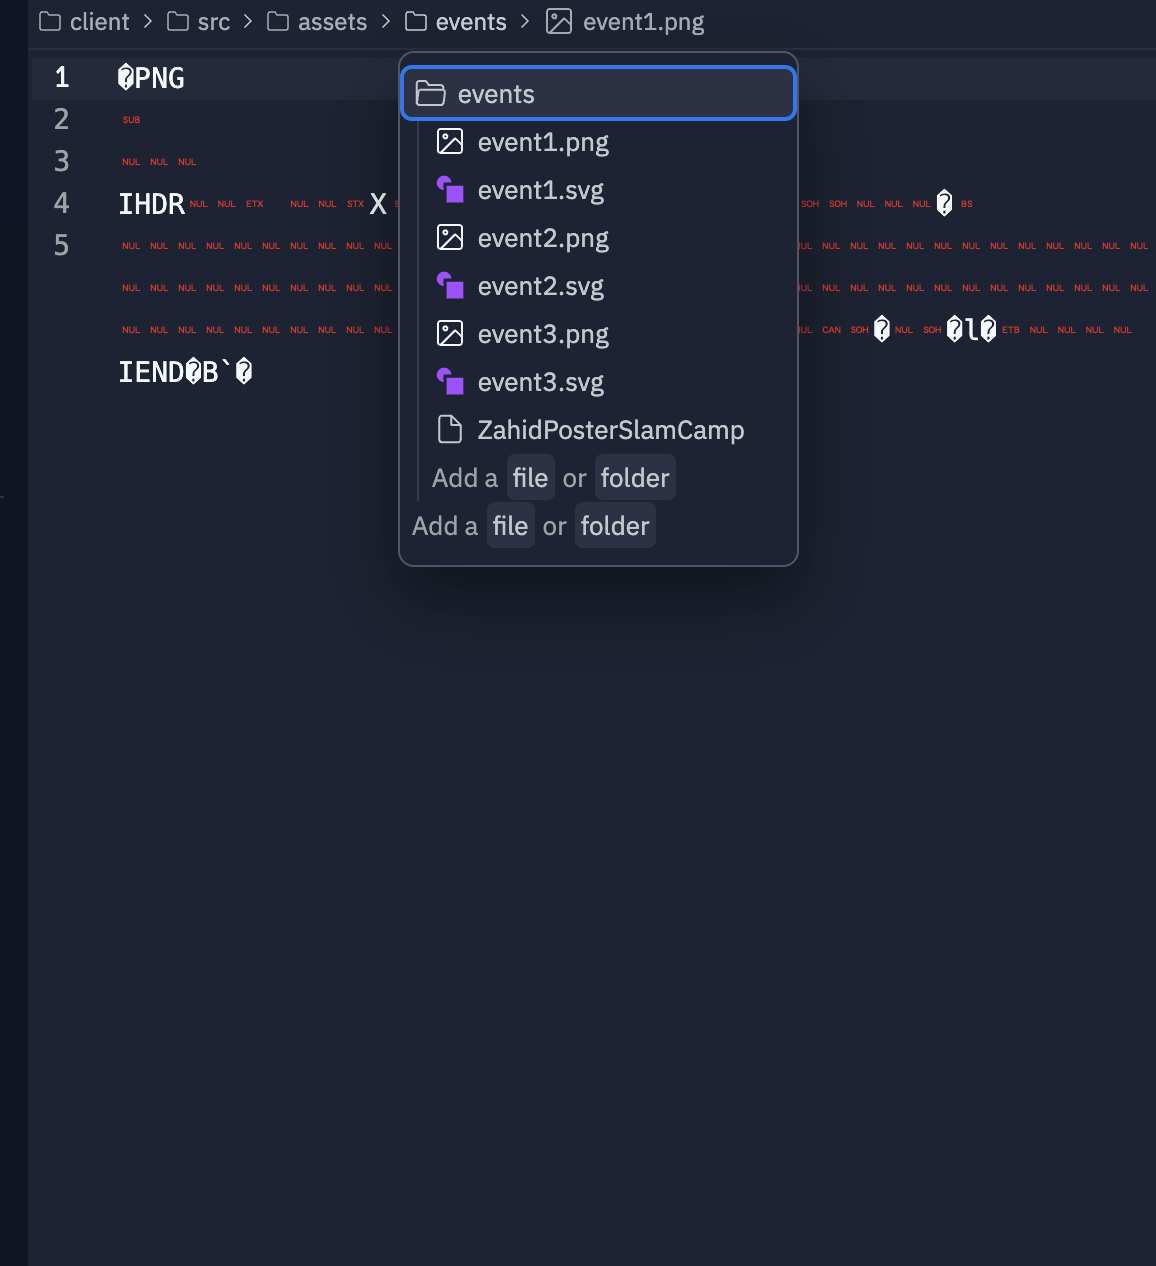 client > src > assets > events > event1.png
1 �PNG
2 SUB
3 NUL NUL NUL
4 IHDR NUL NUL ETX NUL NUL STX X
SOH SOH NUL NUL NUL � BS
5 NUL NUL NUL NUL NUL NUL NUL NUL NUL NUL
NUL NUL NUL NUL NUL NUL NUL NUL NUL NUL NUL NUL
NUL NUL NUL NUL NUL NUL NUL NUL NUL NUL
NUL NUL NUL NUL NUL NUL NUL NUL NUL NUL NUL NUL
NUL NUL NUL NUL NUL NUL NUL NUL NUL NUL
CAN SOH � NUL SOH �l� ETB NUL NUL NUL NUL
IEND�B`�
events
event1.png
event1.svg
event2.png
event2.svg
event3.png
event3.svg
ZahidPosterSlamCamp
Add a file or folder
Add a file or folder